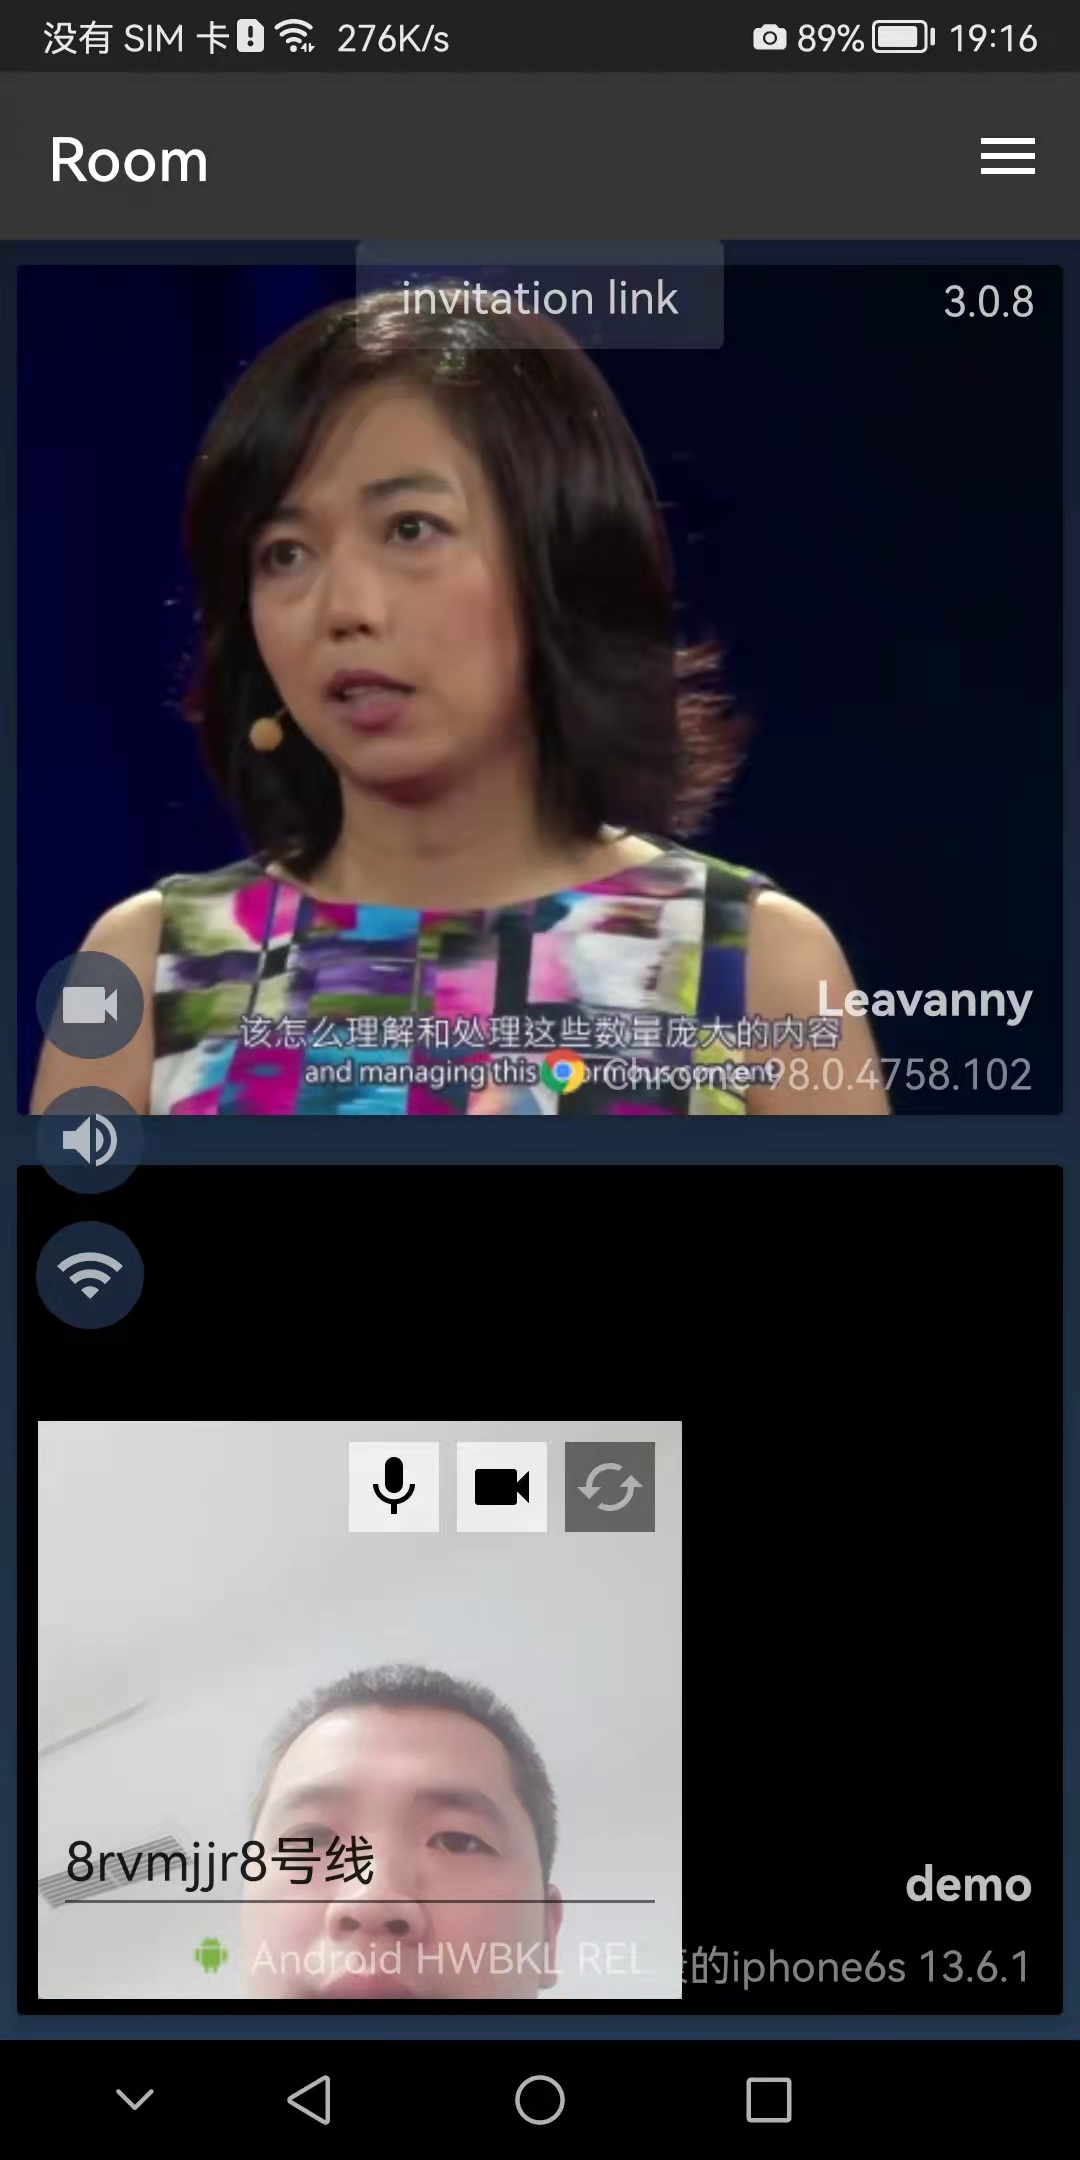 没有 SIM 卡 276K/s 89% 19:16
Room
invitation link
3.0.8
Leavanny
该怎么理解和处理这些数量庞大的内容
and managing this content
Chrome 98.0.4758.102
8rvmjjr8号线
demo
Android HWBKL REL
的iphone6s 13.6.1